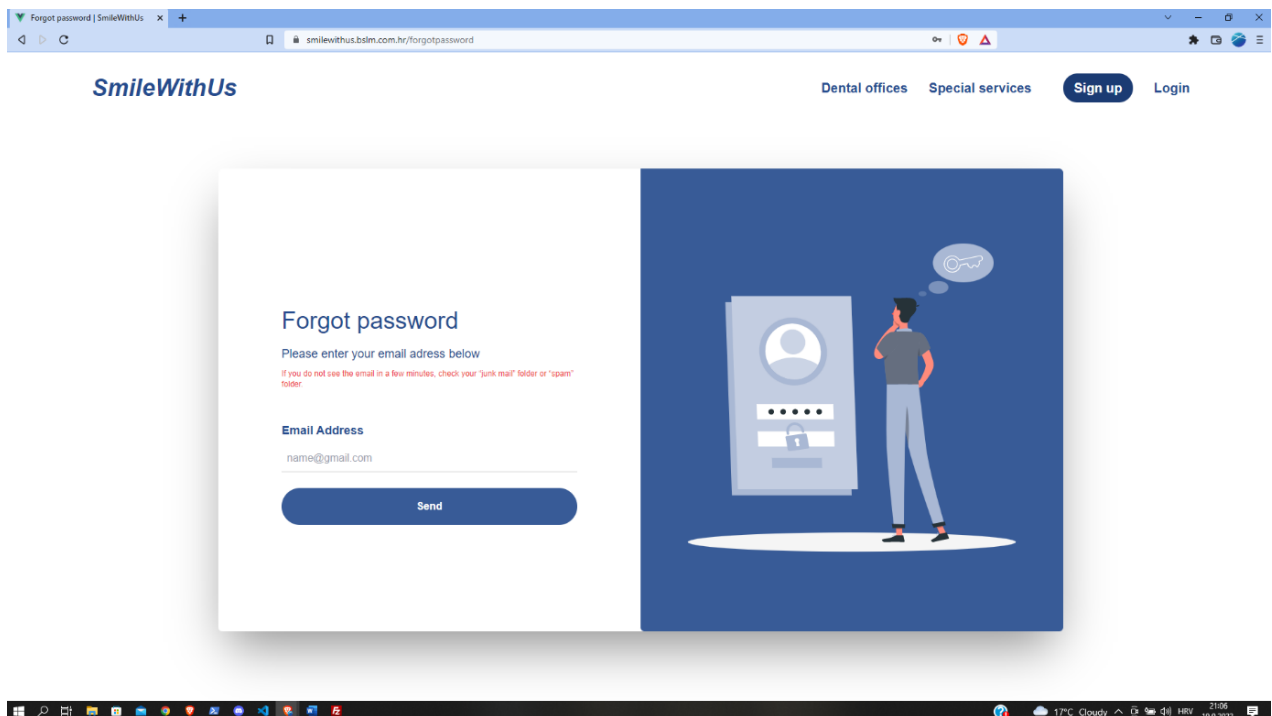 Forgot password | SmileWithUs
smilewithus.bslm.com.hr/forgotpassword
SmileWithUs
Dental offices
Special services
Sign up
Login
Forgot password
Please enter your email adress below
If you do not see the email in a few minutes, check your "junk mail" folder or "spam"
folder.
Email Address
name@gmail.com
Send
17°C Cloudy
HRV
21:06